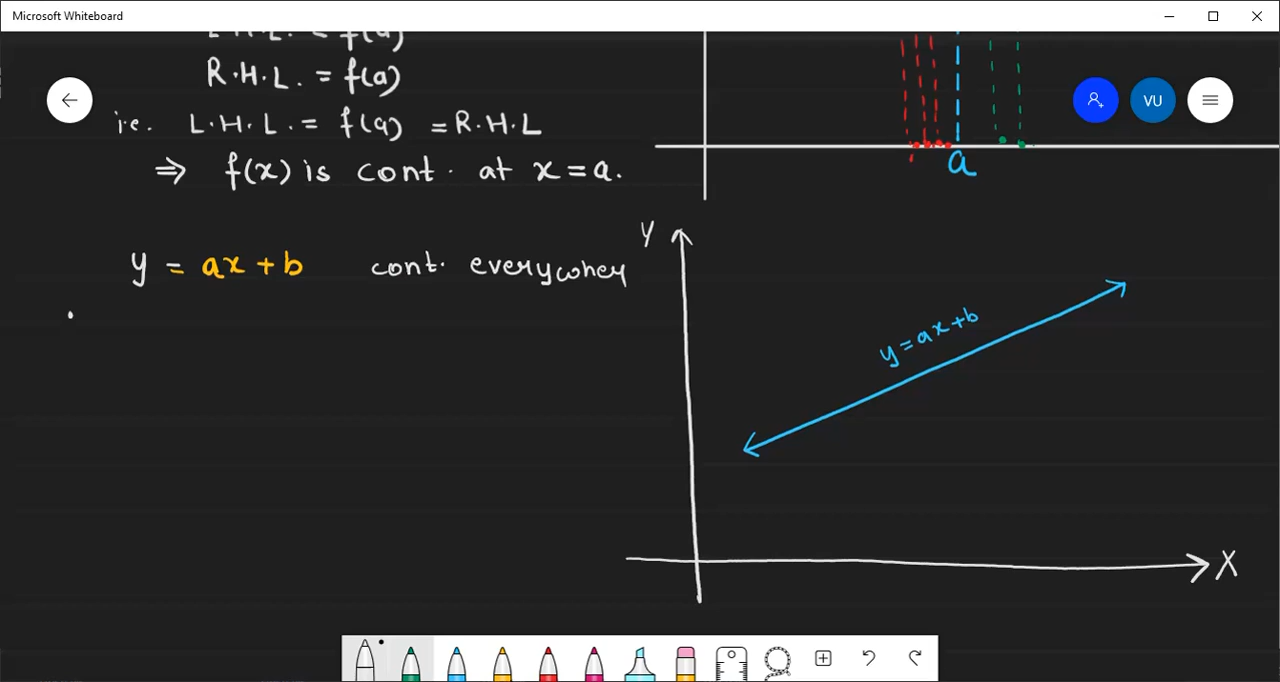 Microsoft Whiteboard
L.H.L. = f(a)
R.H.L. = f(a)
i.e. L.H.L. = f(a) = R.H.L
⇒ f(x) is cont. at x = a.
a
VU
y = ax + b cont. everywhere
Y
y = ax + b
X